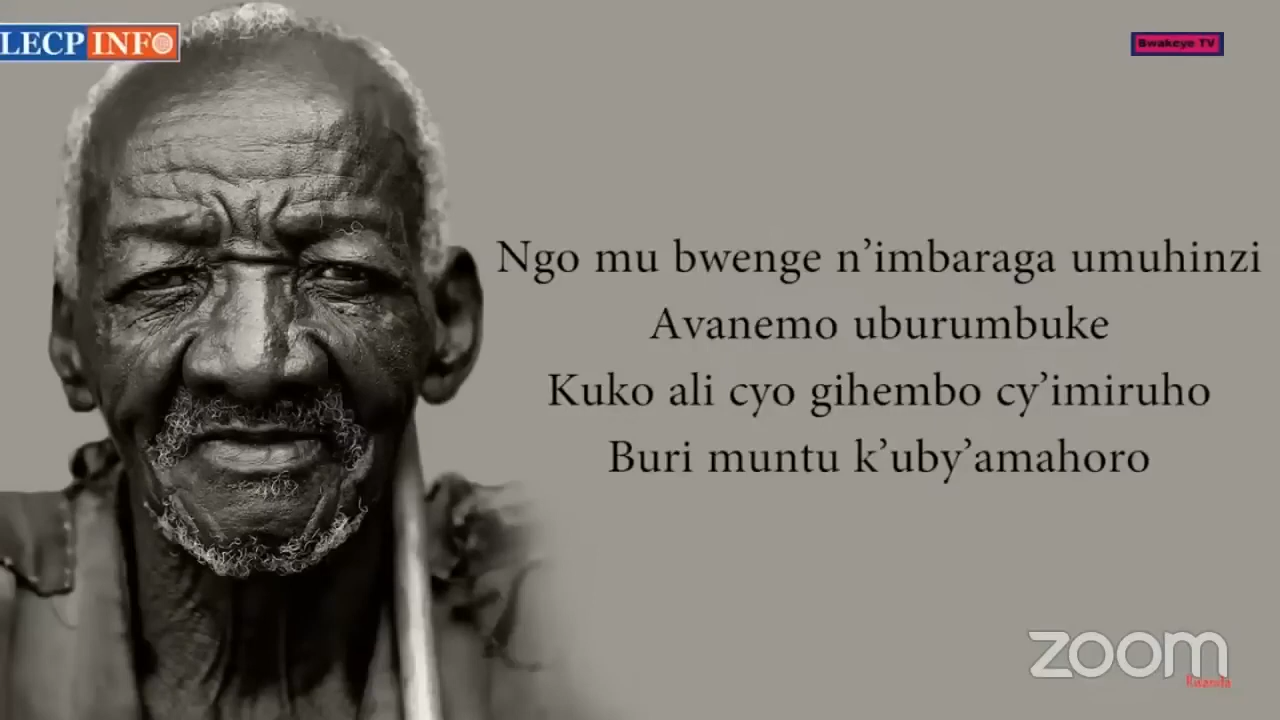 LECP INFO
Bwakeye TV
Ngo mu bwenge n’imbaraga umuhinzi
Avanemo uburumbuke
Kuko ali cyo gihembo cy’imiruho
Buri muntu k’uby’amahoro
zoom
Rwanda